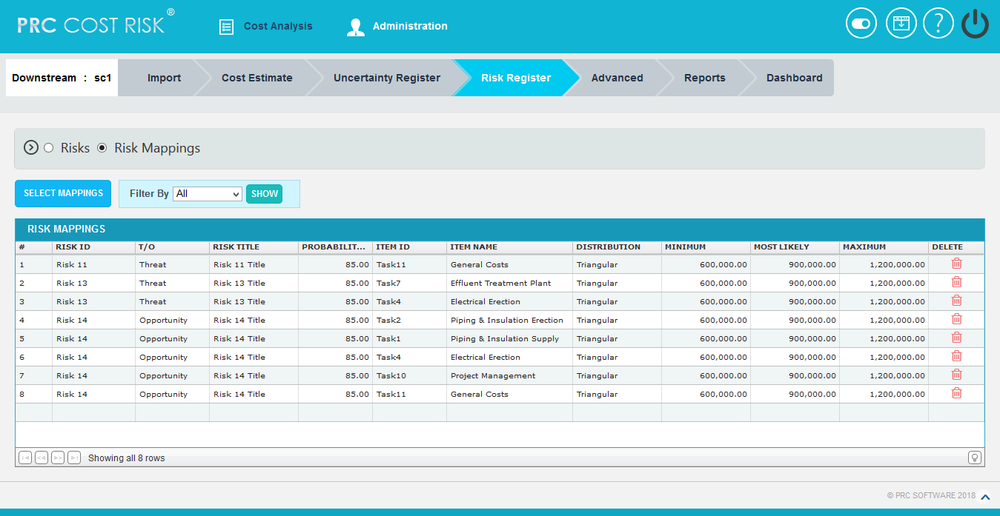 PRC COST RISK®
Cost Analysis
Administration
?
Downstream : sc1
Import
Cost Estimate
Uncertainty Register
Risk Register
Advanced
Reports
Dashboard
Risks Risk Mappings
SELECT MAPPINGS
Filter By All SHOW
RISK MAPPINGS
# RISK ID T/O RISK TITLE PROBABILIT... ITEM ID ITEM NAME DISTRIBUTION MINIMUM MOST LIKELY MAXIMUM DELETE
1 Risk 11 Threat Risk 11 Title 85.00 Task11 General Costs Triangular 600,000.00 900,000.00 1,200,000.00
2 Risk 13 Threat Risk 13 Title 85.00 Task7 Effluent Treatment Plant Triangular 600,000.00 900,000.00 1,200,000.00
3 Risk 13 Threat Risk 13 Title 85.00 Task4 Electrical Erection Triangular 600,000.00 900,000.00 1,200,000.00
4 Risk 14 Opportunity Risk 14 Title 85.00 Task2 Piping & Insulation Erection Triangular 600,000.00 900,000.00 1,200,000.00
5 Risk 14 Opportunity Risk 14 Title 85.00 Task1 Piping & Insulation Supply Triangular 600,000.00 900,000.00 1,200,000.00
6 Risk 14 Opportunity Risk 14 Title 85.00 Task4 Electrical Erection Triangular 600,000.00 900,000.00 1,200,000.00
7 Risk 14 Opportunity Risk 14 Title 85.00 Task10 Project Management Triangular 600,000.00 900,000.00 1,200,000.00
8 Risk 14 Opportunity Risk 14 Title 85.00 Task11 General Costs Triangular 600,000.00 900,000.00 1,200,000.00
Showing all 8 rows
© PRC SOFTWARE 2018